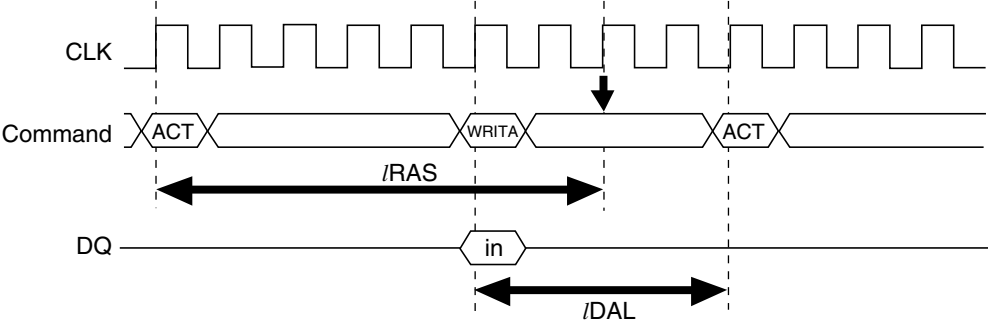 CLK
Command ACT WRITA ACT
lRAS
DQ in
lDAL